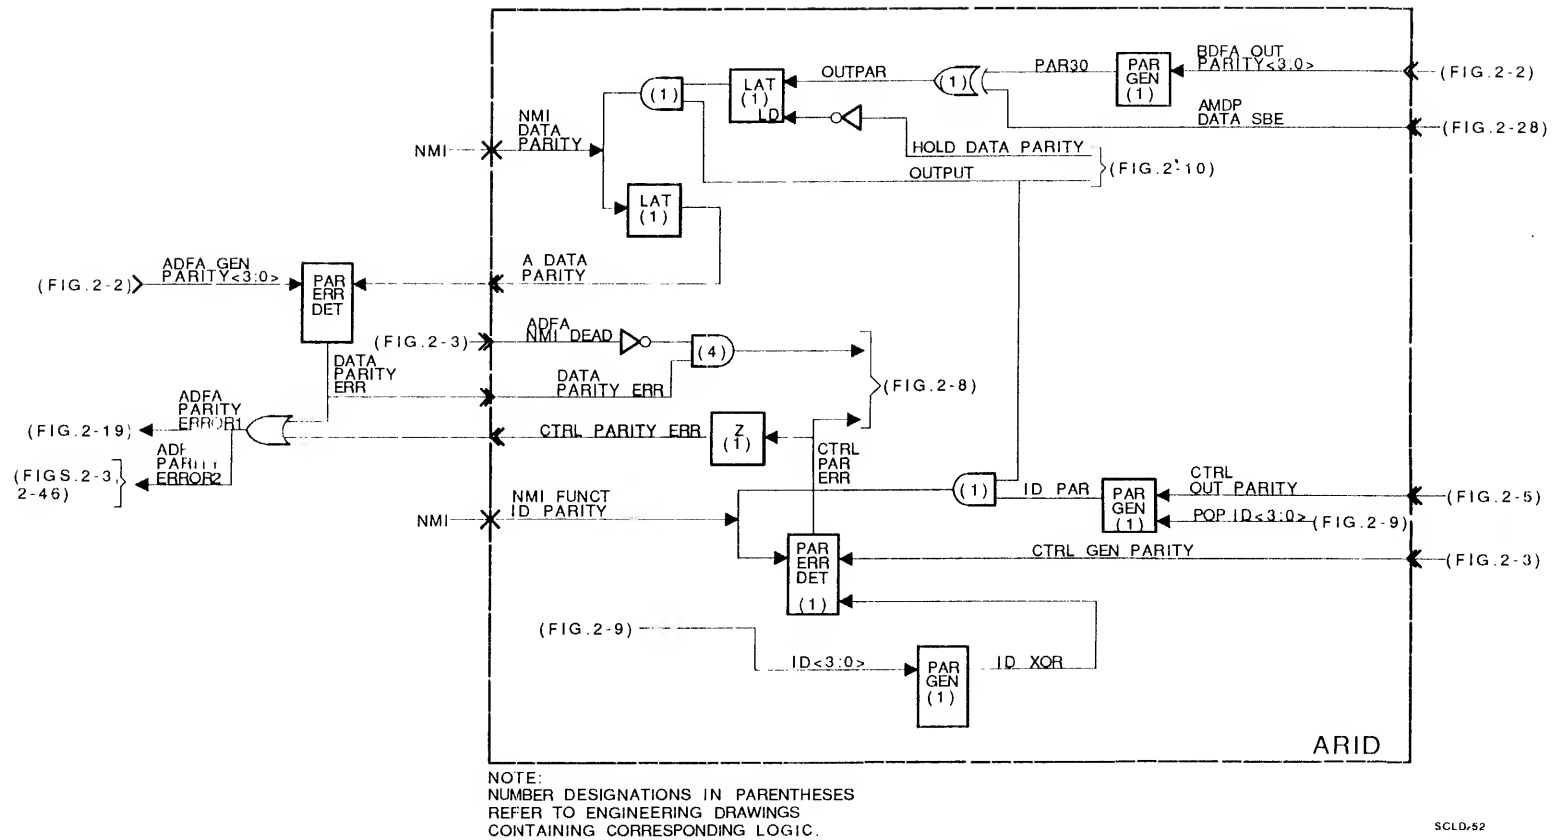 BDFA OUT
PARITY<3:0>
(FIG.2-2)
PAR
GEN
(1)
PAR30
(1)
OUTPAR
LAT
(1)
LD
(1)
AMDP
DATA SBE
(FIG.2-28)
NMI
DATA
PARITY
NMI
HOLD DATA PARITY
OUTPUT
(FIG.2-10)
LAT
(1)
ADFA GEN
PARITY<3:0>
(FIG.2-2)
PAR
ERR
DET
A DATA
PARITY
(FIG.2-3)
ADFA
NMI DEAD
(4)
DATA
PARITY
ERR
DATA
PARITY ERR
(FIG.2-8)
ADFA
PARITY
ERROR1
(FIG.2-19)
CTRL PARITY ERR
Z
(1)
CTRL
PAR
ERR
PARITY
ERROR2
(FIGS.2-3,
2-46)
NMI FUNCT
ID PARITY
NMI
(1)
ID PAR
PAR
GEN
(1)
CTRL
OUT PARITY
(FIG.2-5)
POP ID<3:0>
(FIG.2-9)
PAR
ERR
DET
(1)
CTRL GEN PARITY
(FIG.2-3)
(FIG.2-9)
ID<3:0>
PAR
GEN
(1)
ID XOR
ARID
NOTE:
NUMBER DESIGNATIONS IN PARENTHESES
REFER TO ENGINEERING DRAWINGS
CONTAINING CORRESPONDING LOGIC.
SCLD-52